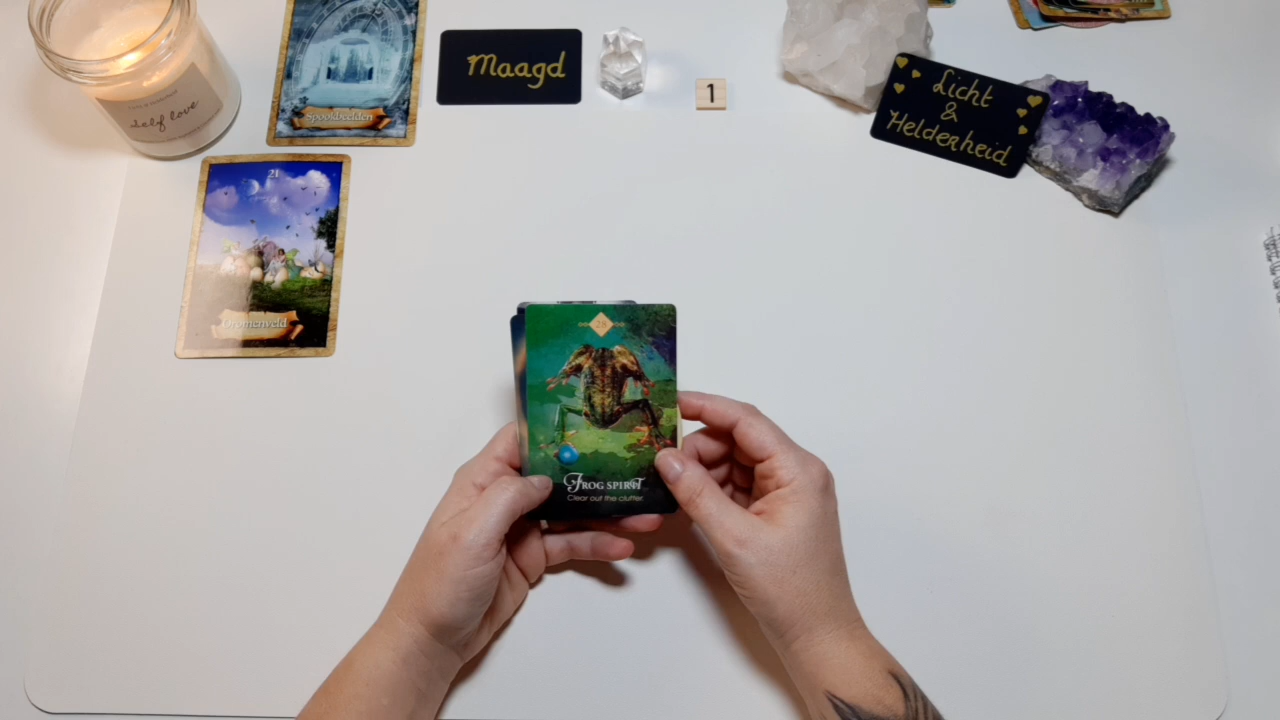 self love
Spookbeelden
Maagd
1
Licht
&
Helderheid
21
Dromenveld
28
FROG SPIRIT
Clear out the clutter